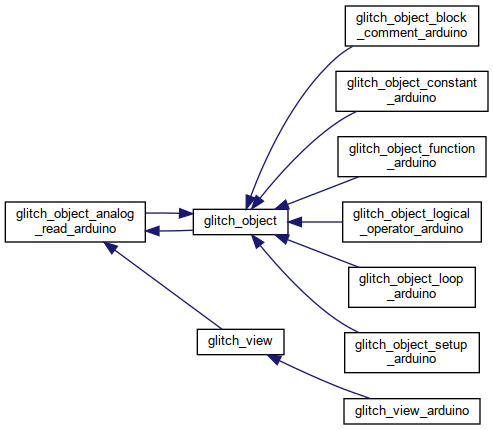 glitch_object_block
_comment_arduino
glitch_object_constant
_arduino
glitch_object_function
_arduino
glitch_object_analog
_read_arduino
glitch_object
glitch_object_logical
_operator_arduino
glitch_object_loop
_arduino
glitch_view
glitch_object_setup
_arduino
glitch_view_arduino